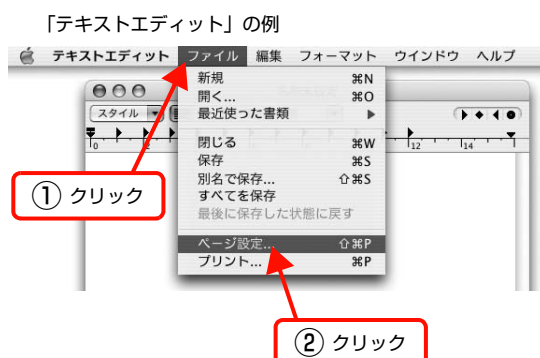 「テキストエディット」の例
テキストエディット ファイル 編集 フォーマット ウインドウ ヘルプ
新規 ⌘N
開く... ⌘O
最近使った書類 ▶
スタイル
閉じる ⌘W
保存 ⌘S
別名で保存... ⇧⌘S
すべてを保存
最後に保存した状態に戻す
0 2 12 14
① クリック
ページ設定... ⇧⌘P
プリント... ⌘P
② クリック